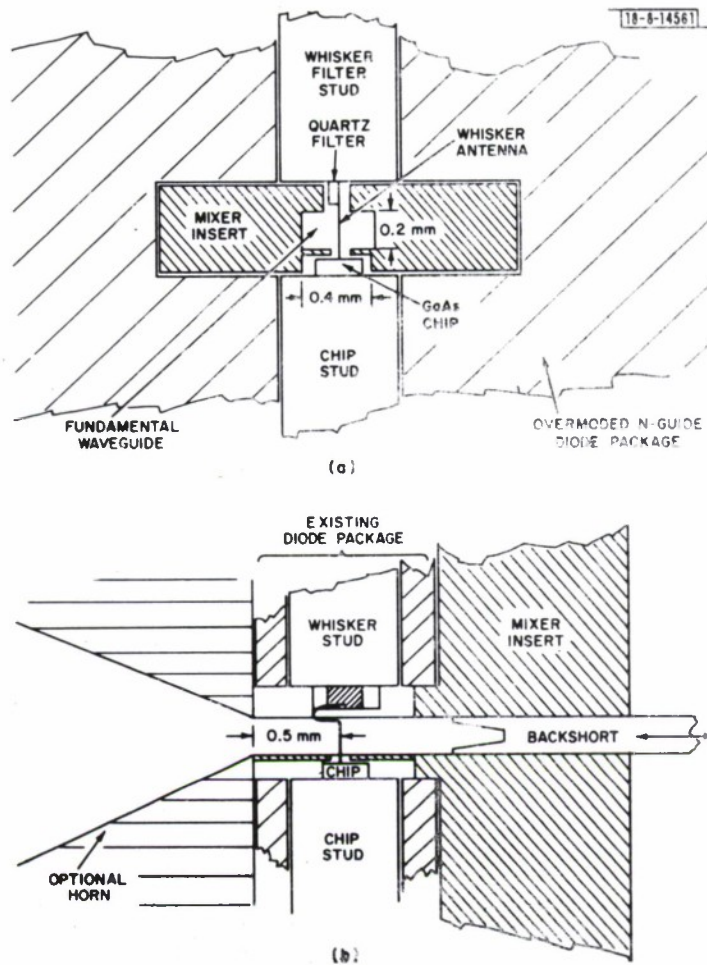 18-8-14561
WHISKER
FILTER
STUD
QUARTZ
FILTER
WHISKER
ANTENNA
MIXER
INSERT
0.2 mm
0.4 mm
GaAs
CHIP
CHIP
STUD
FUNDAMENTAL
WAVEGUIDE
OVERMODED N-GUIDE
DIODE PACKAGE
(a)
EXISTING
DIODE PACKAGE
WHISKER
STUD
MIXER
INSERT
0.5 mm
BACKSHORT
CHIP
CHIP
STUD
OPTIONAL
HORN
(b)